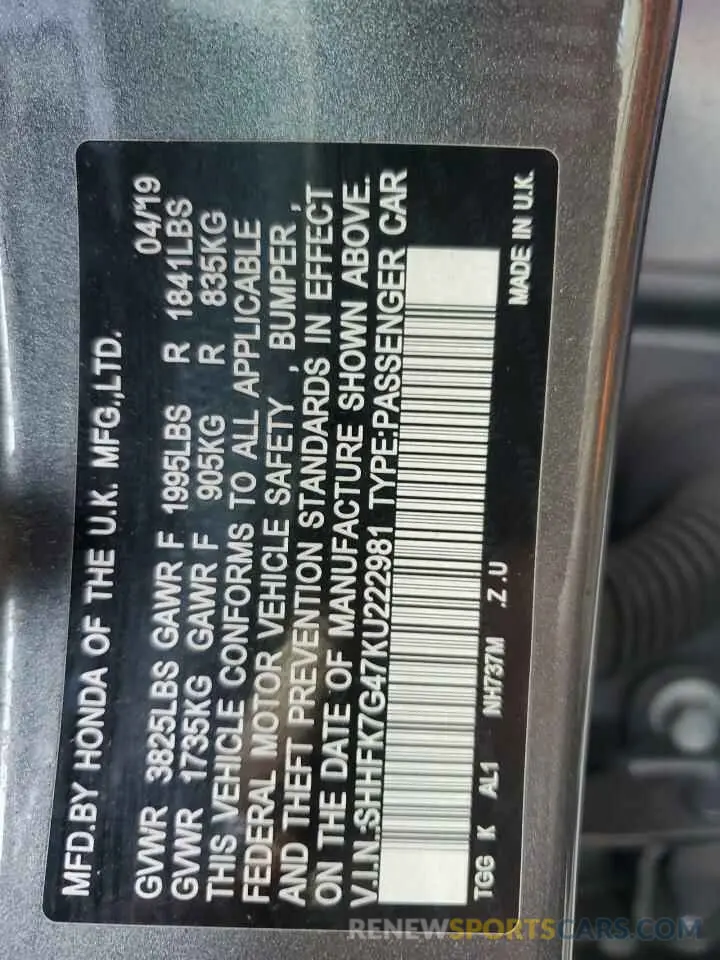 MFD.BY HONDA OF THE U.K. MFG.,LTD.
04/19
GVWR 3825LBS GAWR F 1995LBS R 1841LBS
GVWR 1735KG GAWR F 905KG R 835KG
THIS VEHICLE CONFORMS TO ALL APPLICABLE
FEDERAL MOTOR VEHICLE SAFETY , BUMPER ,
AND THEFT PREVENTION STANDARDS IN EFFECT
ON THE DATE OF MANUFACTURE SHOWN ABOVE.
V.I.N.:SHHFK7G47KU222981 TYPE:PASSENGER CAR
TGG K AL1 NH737M .Z .U
MADE IN U.K.
RENEWSPORTSCARS.COM